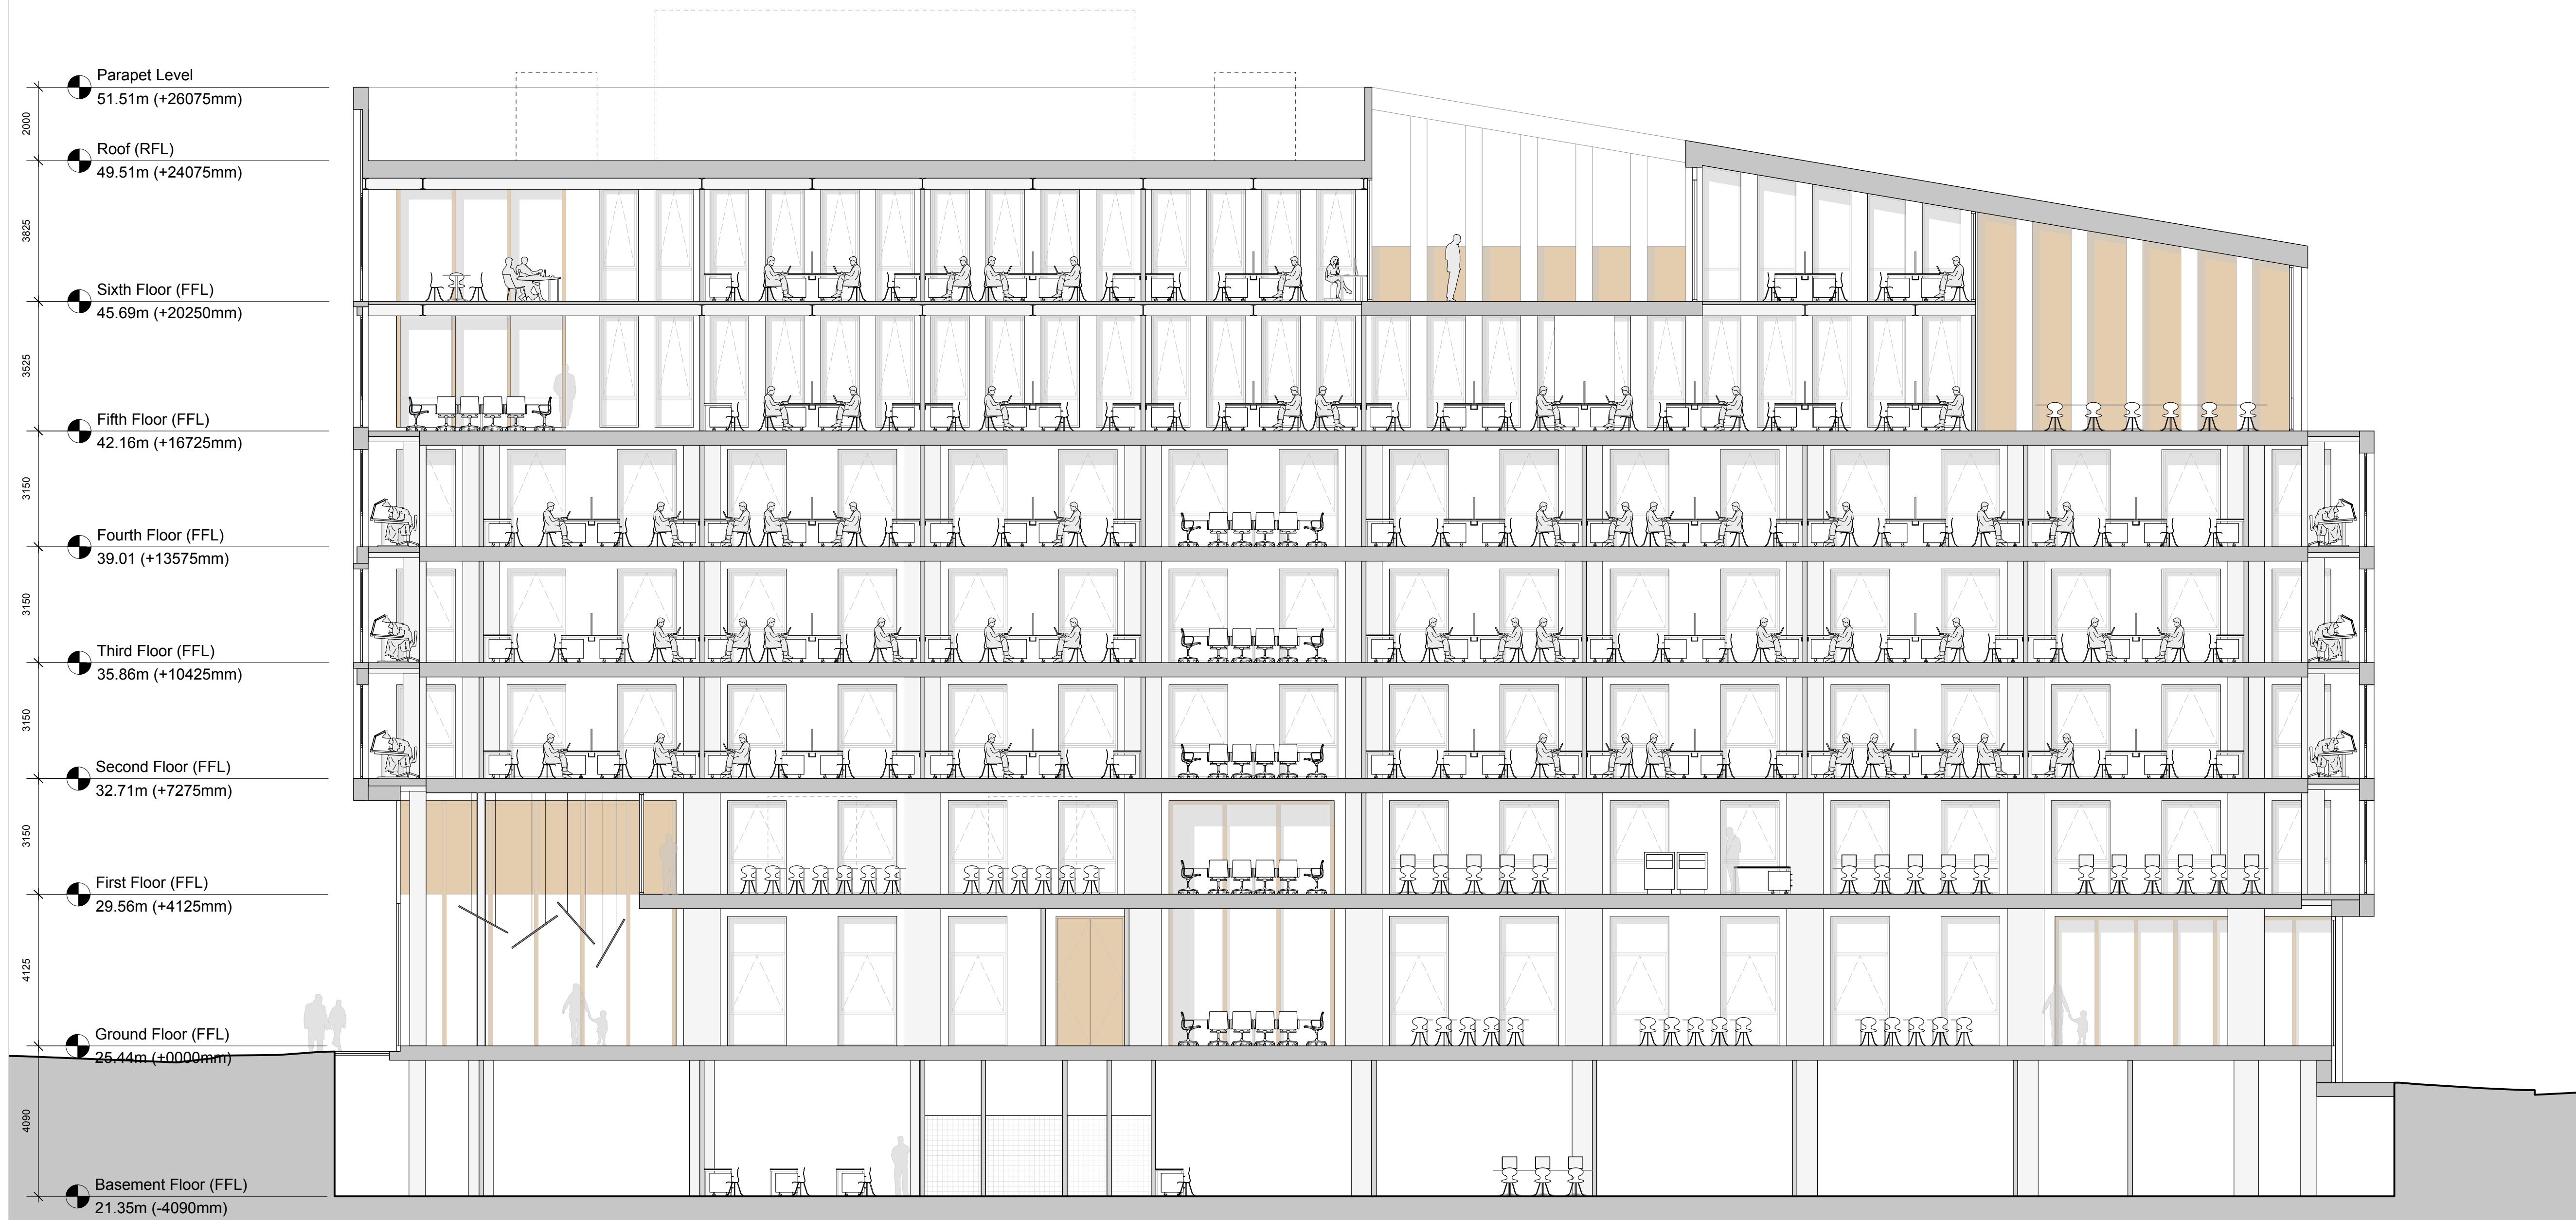 Parapet Level
51.51m (+26075mm)
2000
Roof (RFL)
49.51m (+24075mm)
3825
Sixth Floor (FFL)
45.69m (+20250mm)
3525
Fifth Floor (FFL)
42.16m (+16725mm)
3150
Fourth Floor (FFL)
39.01 (+13575mm)
3150
Third Floor (FFL)
35.86m (+10425mm)
3150
Second Floor (FFL)
32.71m (+7275mm)
3150
First Floor (FFL)
29.56m (+4125mm)
4125
Ground Floor (FFL)
25.44m (+0000mm)
4090
Basement Floor (FFL)
21.35m (-4090mm)